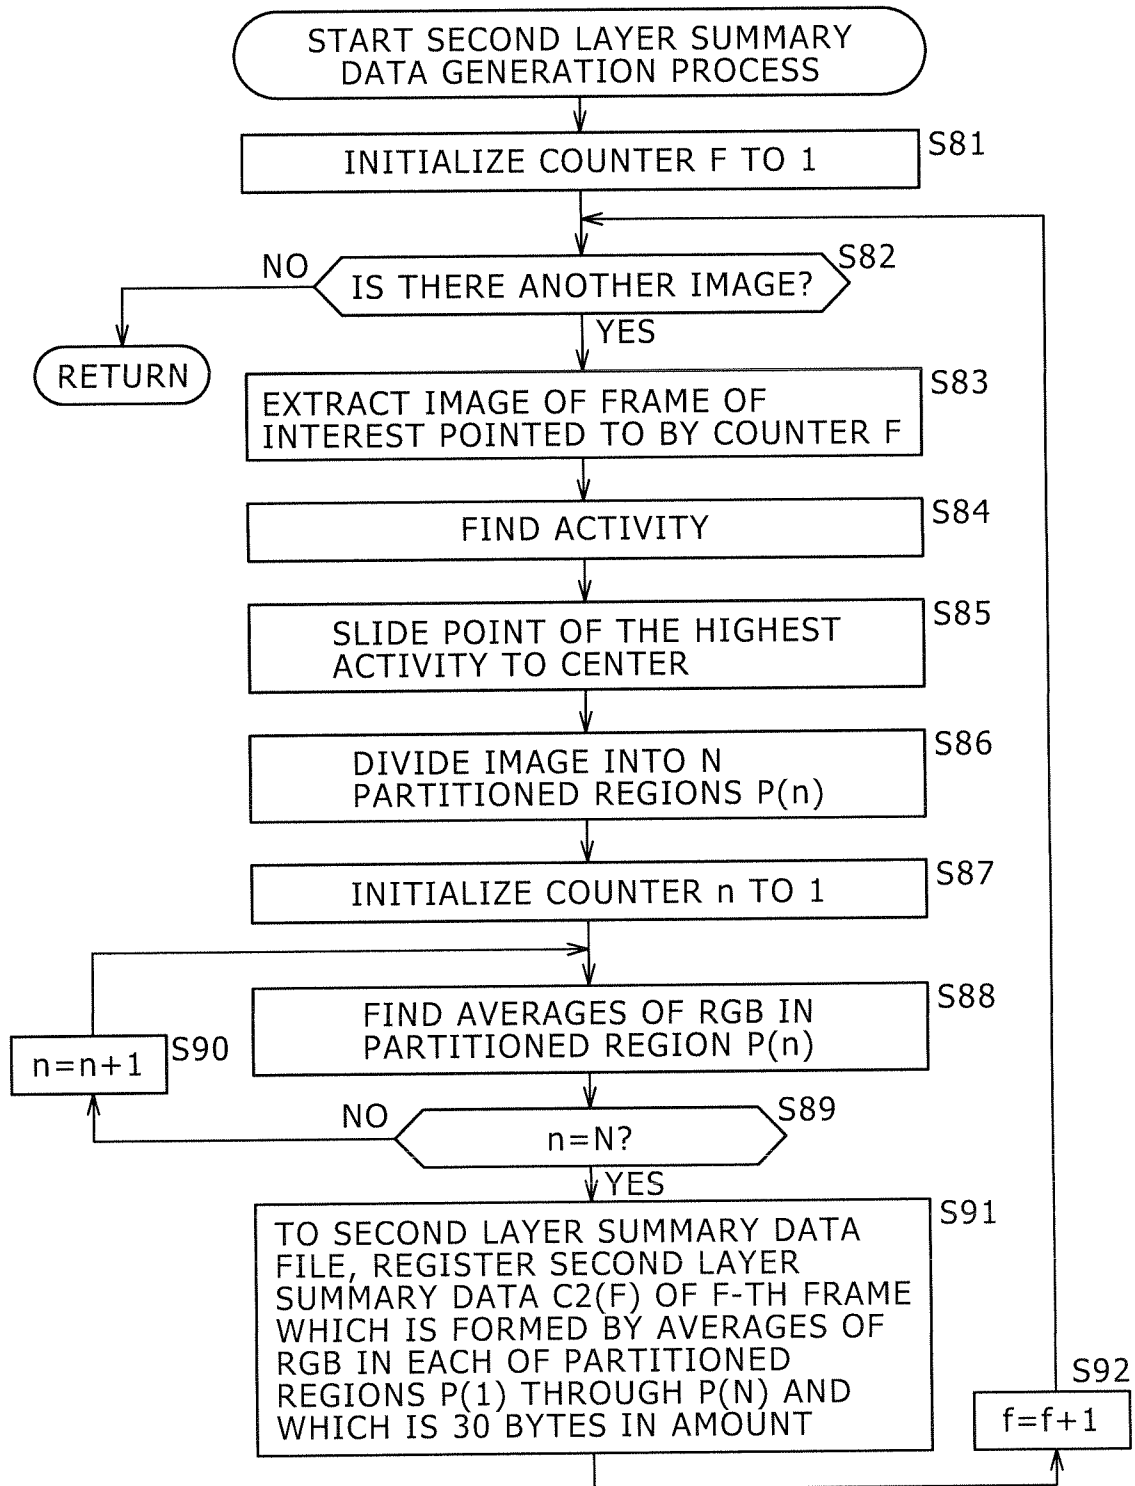 START SECOND LAYER SUMMARY
DATA GENERATION PROCESS
S81
INITIALIZE COUNTER F TO 1
S82
NO
IS THERE ANOTHER IMAGE?
YES
RETURN
S83
EXTRACT IMAGE OF FRAME OF
INTEREST POINTED TO BY COUNTER F
S84
FIND ACTIVITY
S85
SLIDE POINT OF THE HIGHEST
ACTIVITY TO CENTER
S86
DIVIDE IMAGE INTO N
PARTITIONED REGIONS P(n)
S87
INITIALIZE COUNTER n TO 1
S88
FIND AVERAGES OF RGB IN
PARTITIONED REGION P(n)
S90
n=n+1
S89
NO
n=N?
YES
S91
TO SECOND LAYER SUMMARY DATA
FILE, REGISTER SECOND LAYER
SUMMARY DATA C2(F) OF F-TH FRAME
WHICH IS FORMED BY AVERAGES OF
RGB IN EACH OF PARTITIONED
REGIONS P(1) THROUGH P(N) AND
WHICH IS 30 BYTES IN AMOUNT
S92
f=f+1